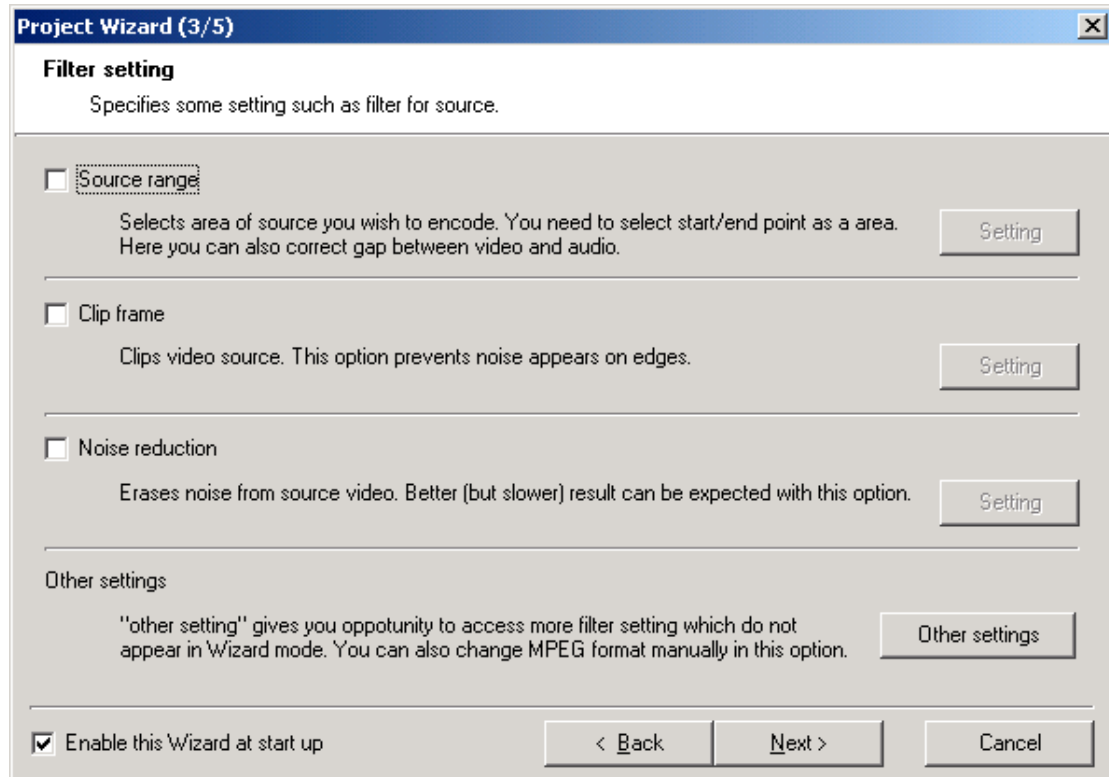 Project Wizard (3/5)
Filter setting
Specifies some setting such as filter for source.
Source range
Selects area of source you wish to encode. You need to select start/end point as a area.
Here you can also correct gap between video and audio.
Setting
Clip frame
Clips video source. This option prevents noise appears on edges.
Setting
Noise reduction
Erases noise from source video. Better (but slower) result can be expected with this option.
Setting
Other settings
"other setting" gives you oppotunity to access more filter setting which do not
appear in Wizard mode. You can also change MPEG format manually in this option.
Other settings
Enable this Wizard at start up
< Back
Next >
Cancel